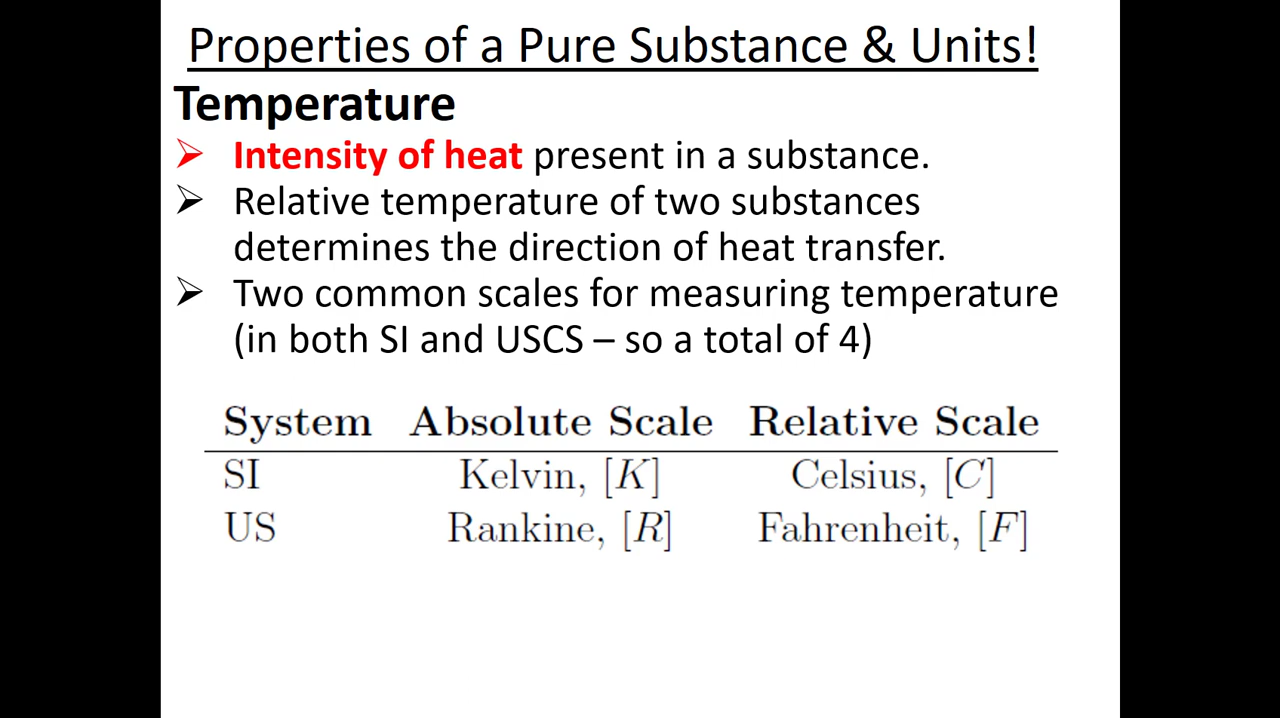 Properties of a Pure Substance & Units!
Temperature
➢ Intensity of heat present in a substance.
➢ Relative temperature of two substances
determines the direction of heat transfer.
➢ Two common scales for measuring temperature
(in both SI and USCS – so a total of 4)
System Absolute Scale Relative Scale
SI Kelvin, [K] Celsius, [C]
US Rankine, [R] Fahrenheit, [F]